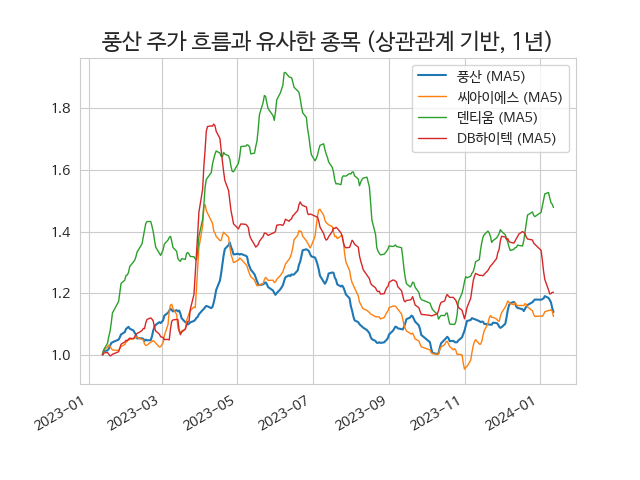 풍산 주가 흐름과 유사한 종목 (상관관계 기반, 1년)
풍산 (MA5)
씨아이에스 (MA5)
덴티움 (MA5)
DB하이텍 (MA5)
1.8
1.6
1.4
1.2
1.0
2023-01
2023-03
2023-05
2023-07
2023-09
2023-11
2024-01